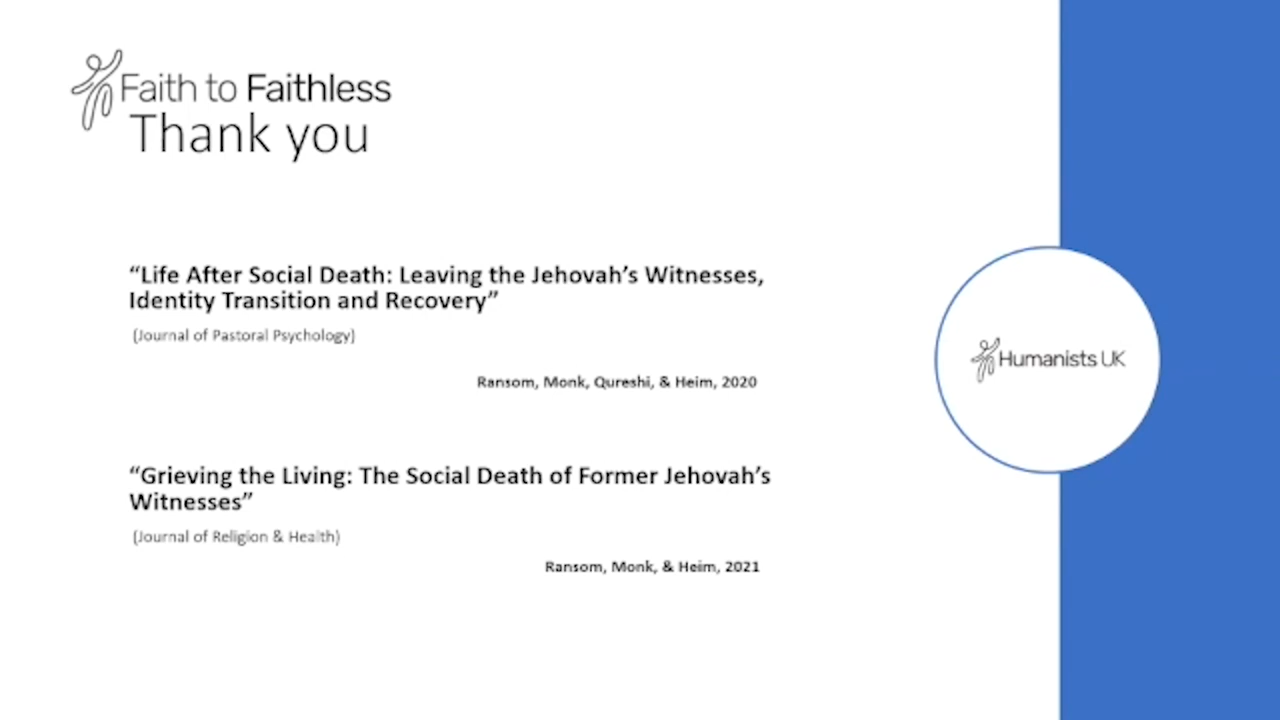 Faith to Faithless
Thank you
“Life After Social Death: Leaving the Jehovah’s Witnesses,
Identity Transition and Recovery”
(Journal of Pastoral Psychology)
Ransom, Monk, Qureshi, & Heim, 2020
Humanists UK
“Grieving the Living: The Social Death of Former Jehovah’s
Witnesses”
(Journal of Religion & Health)
Ransom, Monk, & Heim, 2021